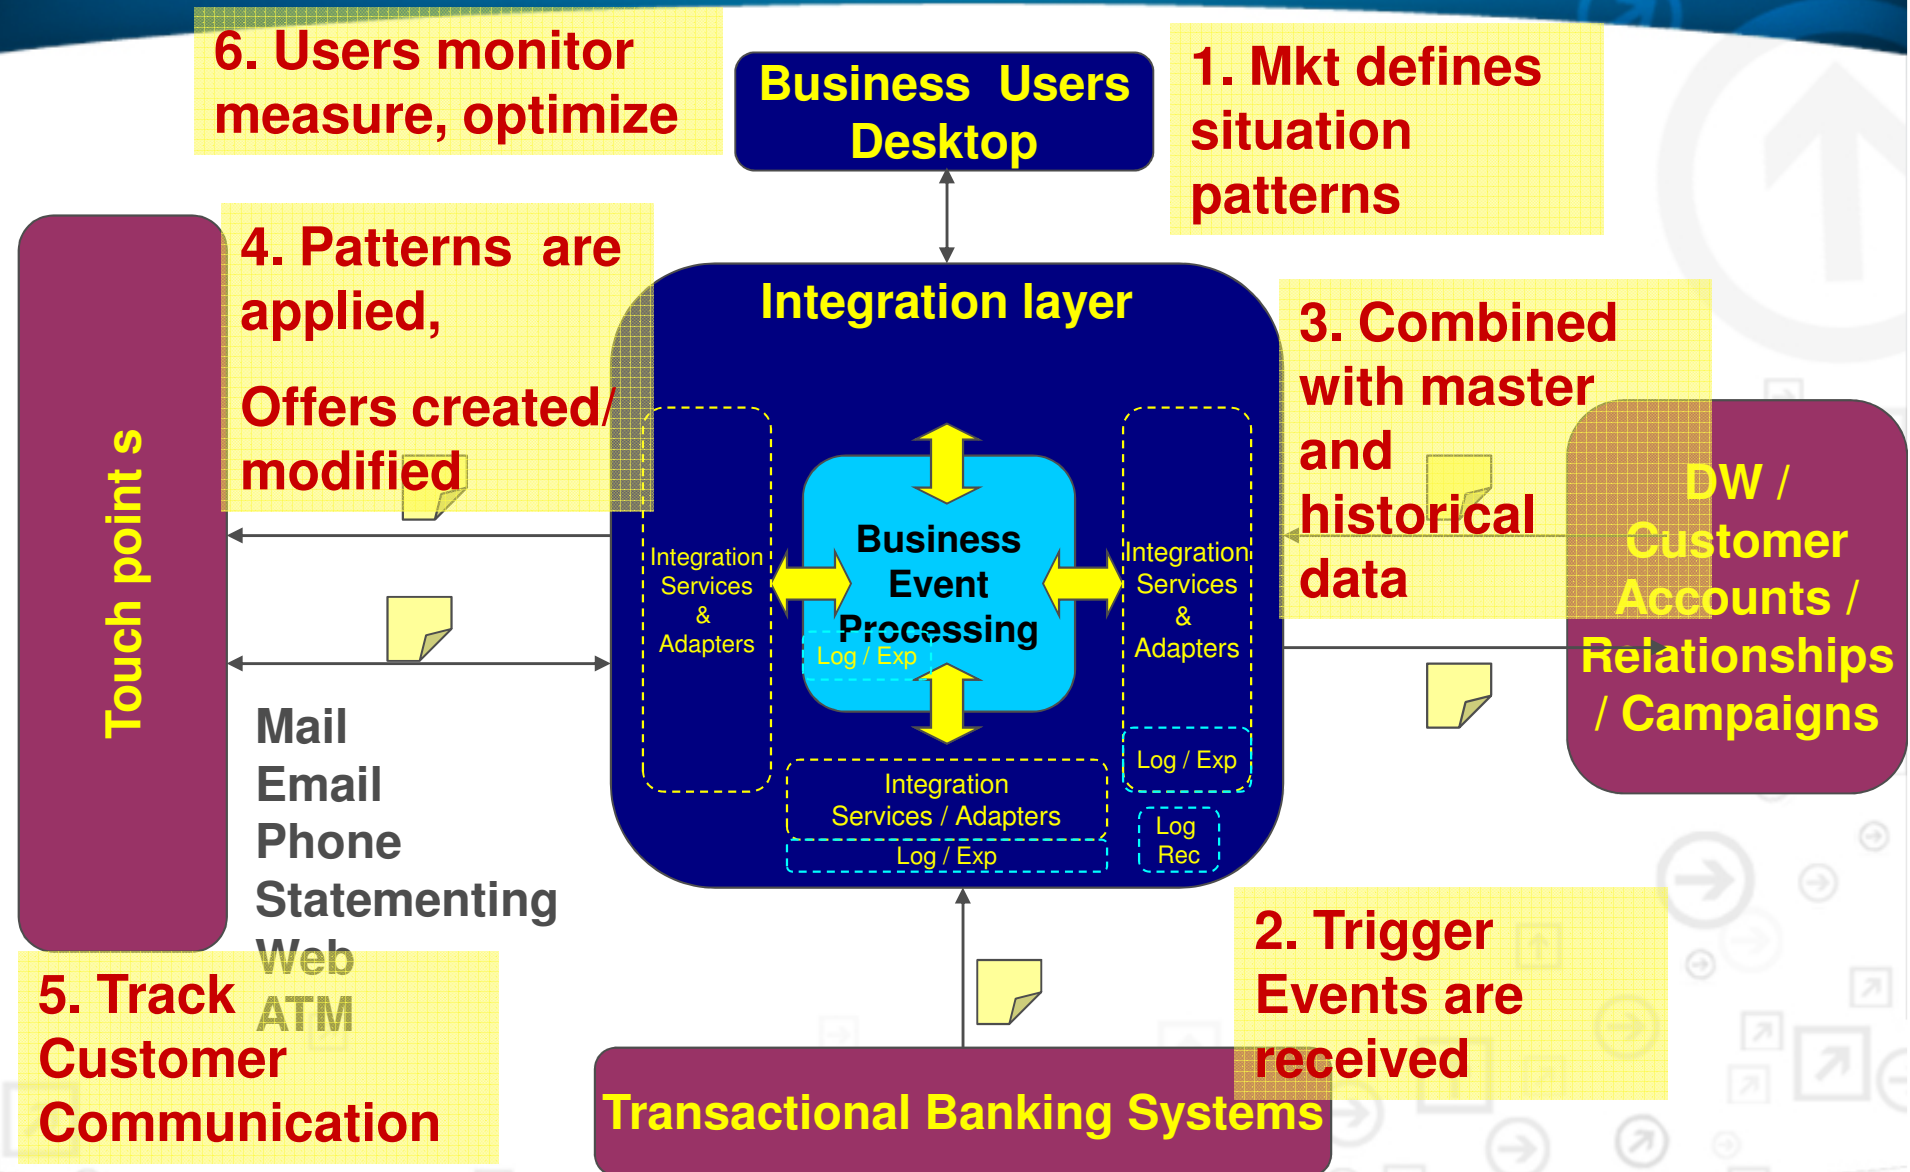 6. Users monitor
measure, optimize
Business Users
Desktop
1. Mkt defines
situation
patterns
4. Patterns are
applied,
Offers created/
modified
Integration layer
3. Combined
with master
and
historical
data
Touch point s
Integration
Services
&
Adapters
Business
Event
Processing
Log / Exp
Integration
Services
&
Adapters
Log / Exp
DW /
Customer
Accounts /
Relationships
/ Campaigns
Integration
Services / Adapters
Log / Exp
Log
Rec
Mail
Email
Phone
Statementing
Web
ATM
5. Track
Customer
Communication
2. Trigger
Events are
received
Transactional Banking Systems